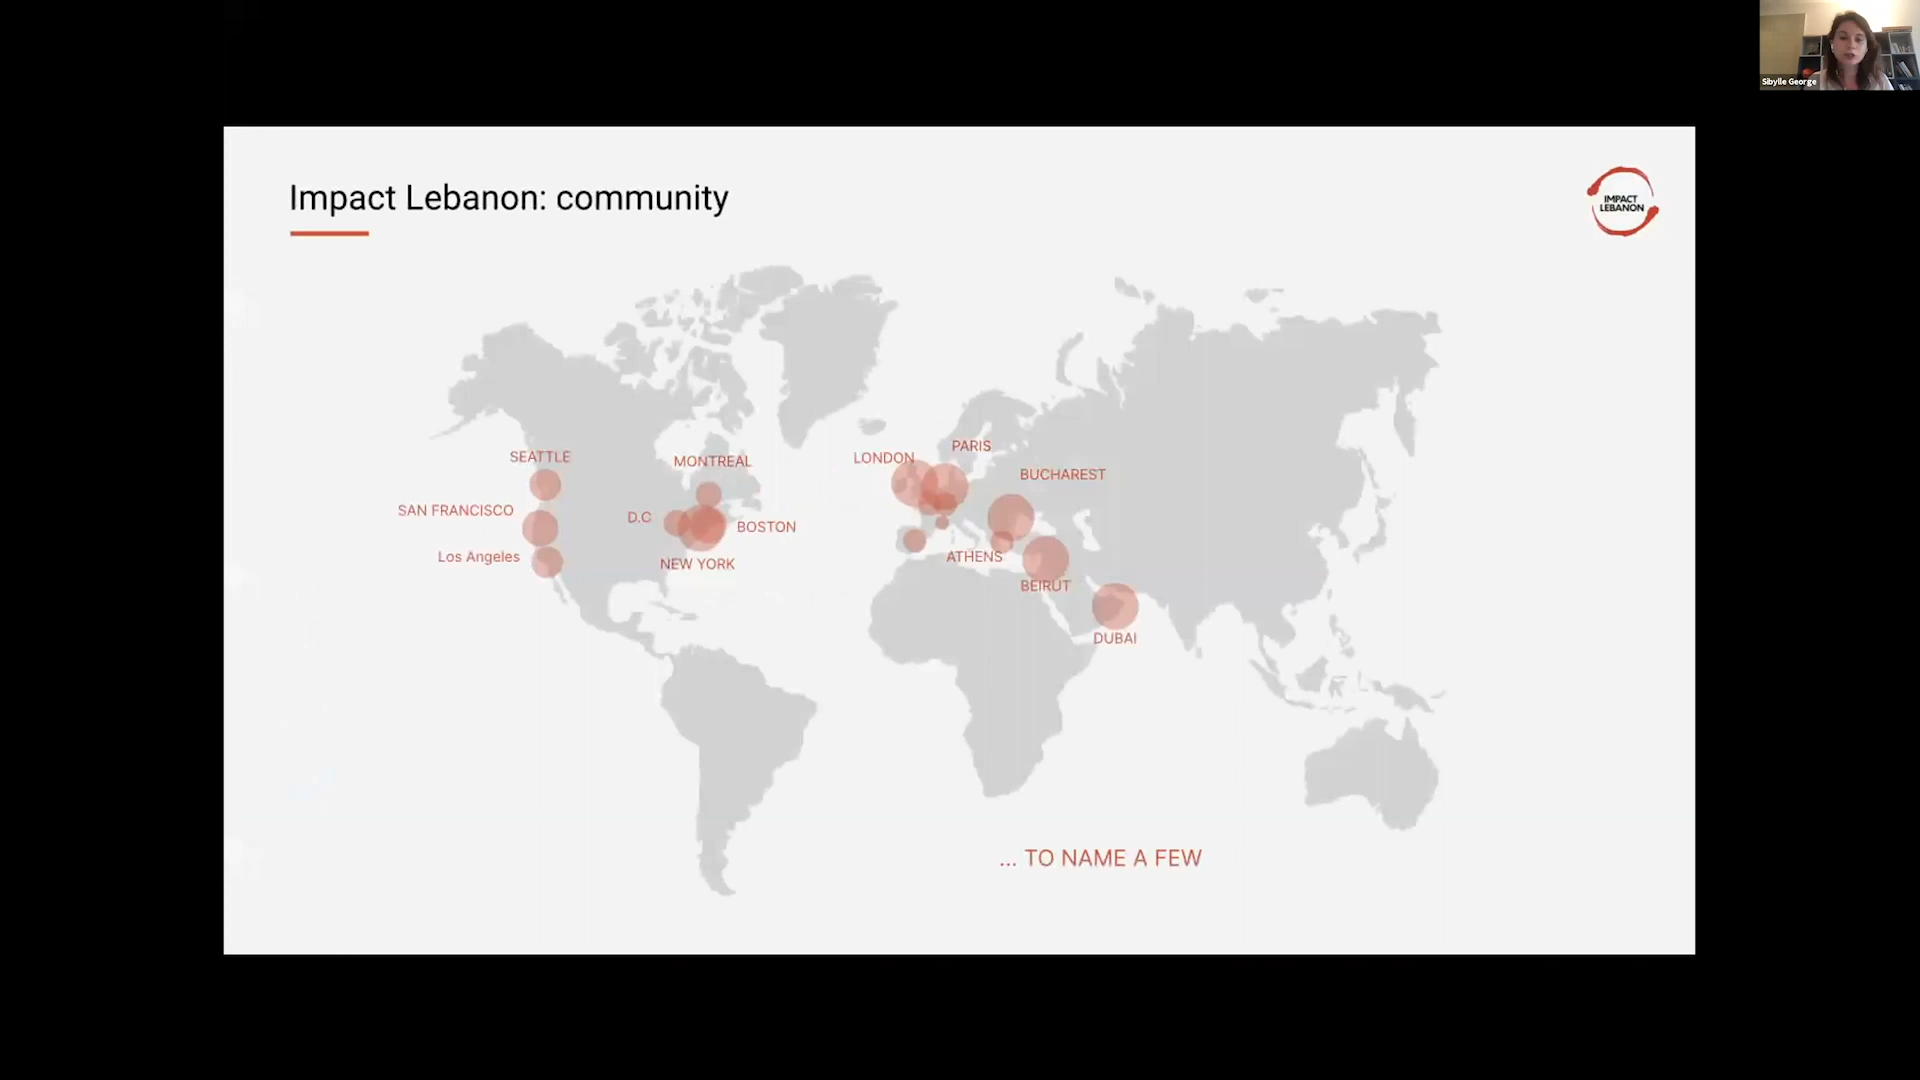 Sibylle George
Impact Lebanon: community
IMPACT
LEBANON
PARIS
SEATTLE
MONTREAL
LONDON
BUCHAREST
SAN FRANCISCO
D.C
BOSTON
Los Angeles
NEW YORK
ATHENS
BEIRUT
DUBAI
... TO NAME A FEW